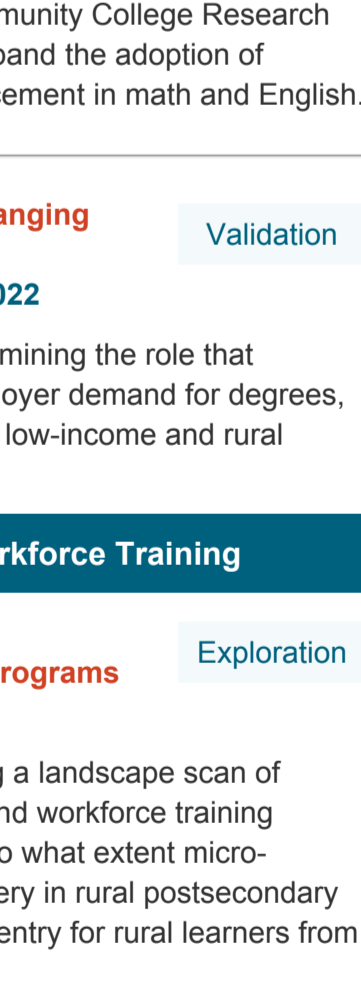 munity College Research
and the adoption of
ement in math and English.
anging
Validation
022
mining the role that
oyer demand for degrees,
low-income and rural
rkforce Training
Exploration
rograms
g a landscape scan of
nd workforce training
o what extent micro-
ery in rural postsecondary
entry for rural learners from